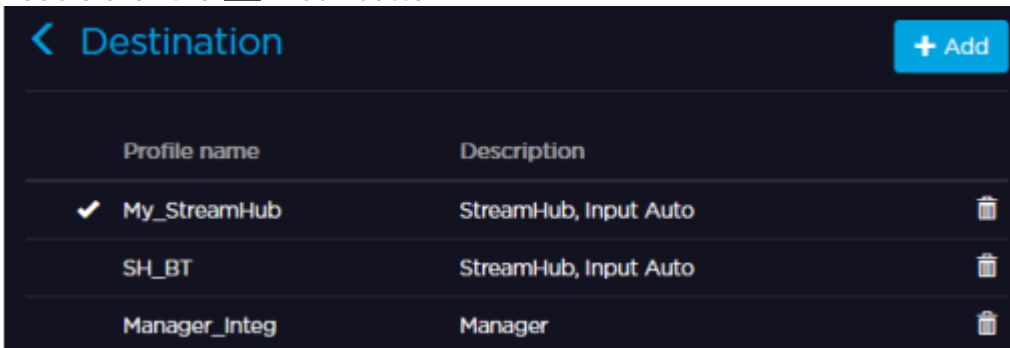 Destination
+ Add
Profile name Description
My_StreamHub StreamHub, Input Auto
SH_BT StreamHub, Input Auto
Manager_Integ Manager